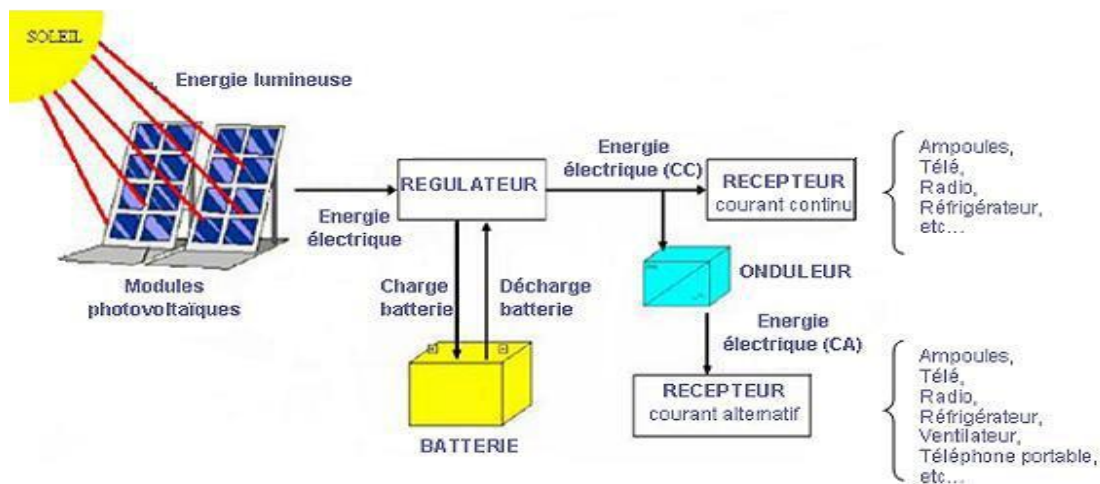 SOLEIL
Energie lumineuse
Modules
photovoltaïques
Energie
électrique
REGULATEUR
Charge
batterie
Décharge
batterie
BATTERIE
Energie
électrique (CC)
RECEPTEUR
courant continu
Ampoules,
Télé,
Radio,
Réfrigérateur,
etc...
ONDULEUR
Energie
électrique (CA)
RECEPTEUR
courant alternatif
Ampoules,
Télé,
Radio,
Réfrigérateur,
Ventilateur,
Téléphone portable,
etc...